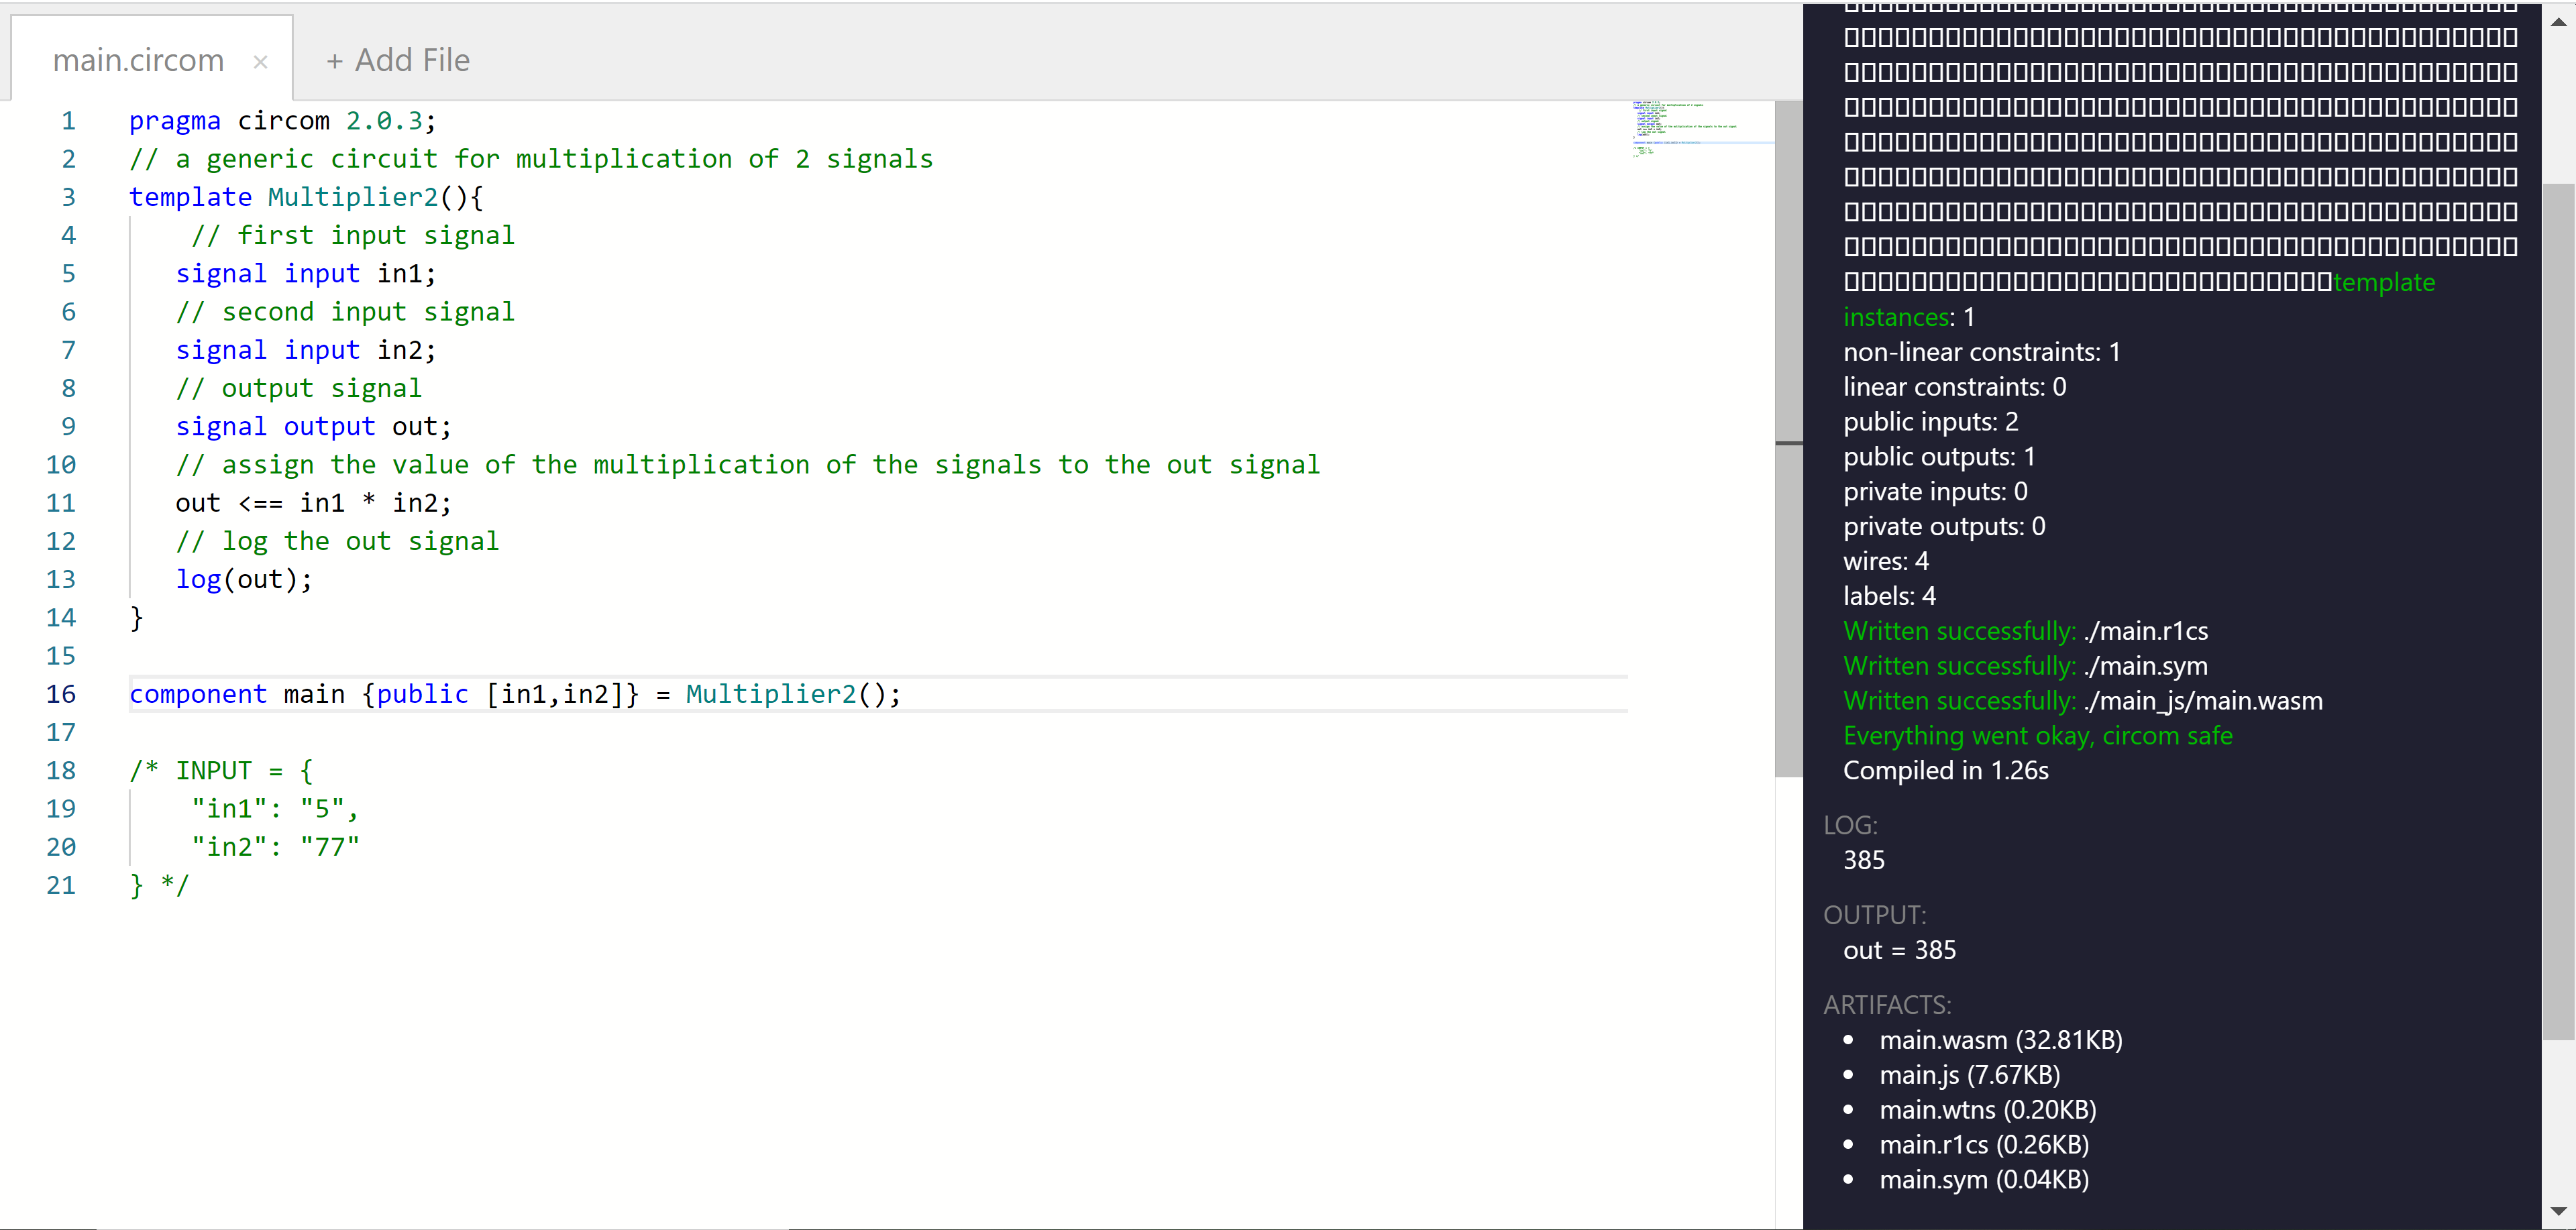 main.circom × + Add File
1 pragma circom 2.0.3;
2 // a generic circuit for multiplication of 2 signals
3 template Multiplier2(){
4 // first input signal
5 signal input in1;
6 // second input signal
7 signal input in2;
8 // output signal
9 signal output out;
10 // assign the value of the multiplication of the signals to the out signal
11 out <== in1 * in2;
12 // log the out signal
13 log(out);
14 }
15
16 component main {public [in1,in2]} = Multiplier2();
17
18 /* INPUT = {
19 "in1": "5",
20 "in2": "77"
21 } */
template
instances: 1
non-linear constraints: 1
linear constraints: 0
public inputs: 2
public outputs: 1
private inputs: 0
private outputs: 0
wires: 4
labels: 4
Written successfully: ./main.r1cs
Written successfully: ./main.sym
Written successfully: ./main_js/main.wasm
Everything went okay, circom safe
Compiled in 1.26s
LOG:
385
OUTPUT:
out = 385
ARTIFACTS:
• main.wasm (32.81KB)
• main.js (7.67KB)
• main.wtns (0.20KB)
• main.r1cs (0.26KB)
• main.sym (0.04KB)